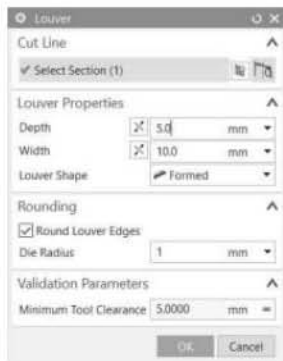 Louver
Cut Line
Select Section (1)
Louver Properties
Depth 5.0 mm
Width 10.0 mm
Louver Shape Formed
Rounding
Round Louver Edges
Die Radius 1 mm
Validation Parameters
Minimum Tool Clearance 5.0000 mm =
OK Cancel